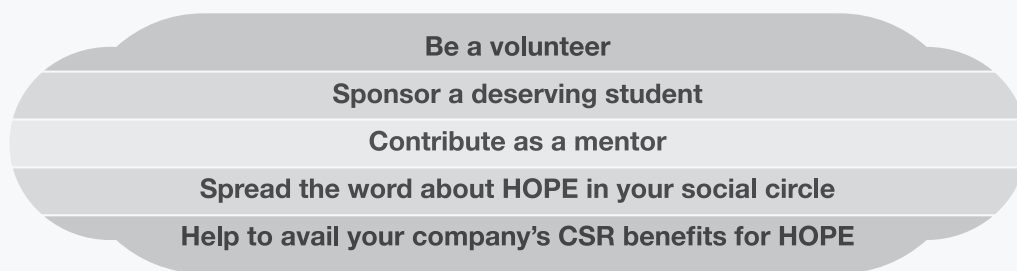 Be a volunteer
Sponsor a deserving student
Contribute as a mentor
Spread the word about HOPE in your social circle
Help to avail your company’s CSR benefits for HOPE